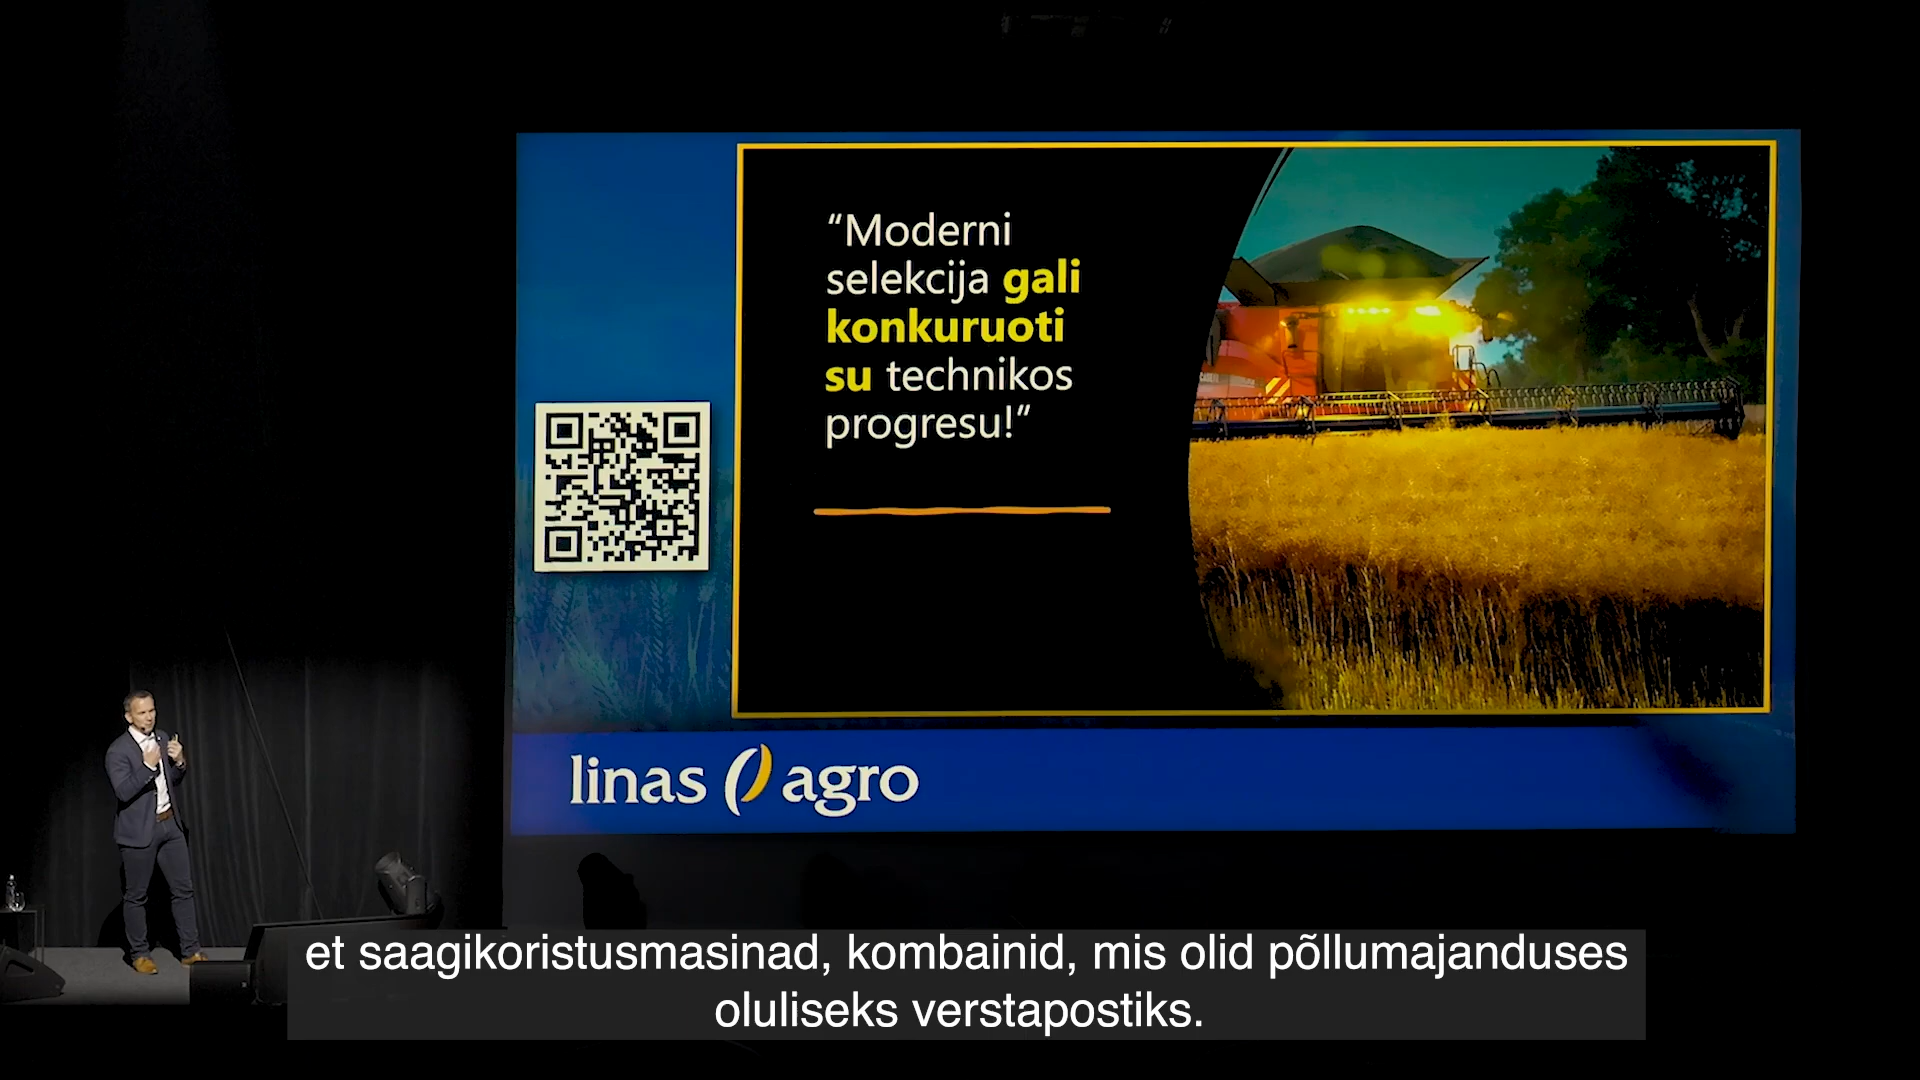 “Moderni
selekcija gali
konkuruoti
su technikos
progresu!”
linas agro
et saagikoristusmasinad, kombainid, mis olid põllumajanduses
oluliseks verstapostiks.